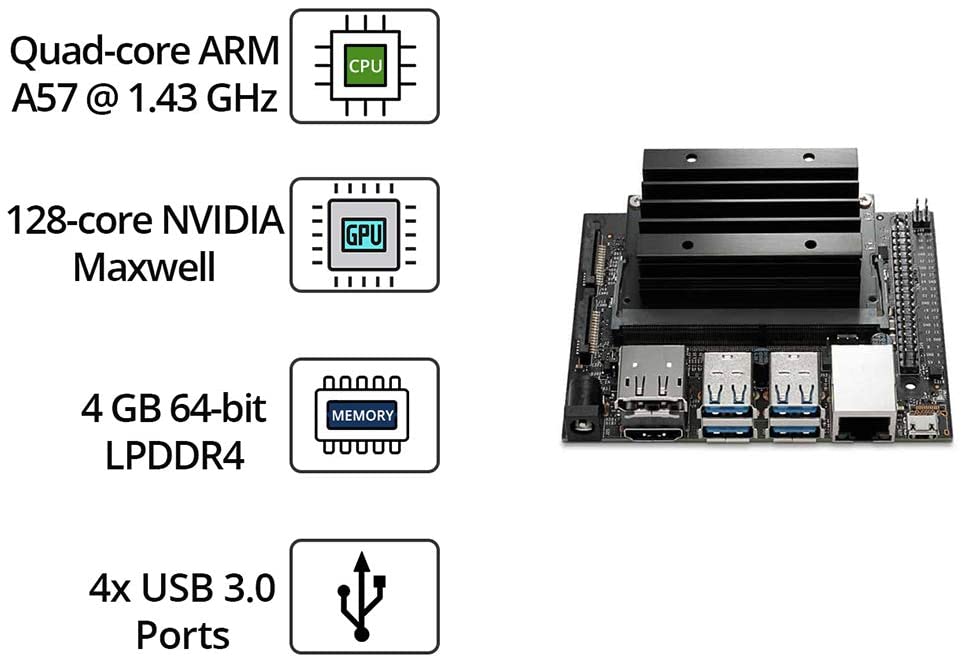 Quad-core ARM
A57 @ 1.43 GHz
CPU
128-core NVIDIA
Maxwell
GPU
4 GB 64-bit
LPDDR4
MEMORY
4x USB 3.0
Ports